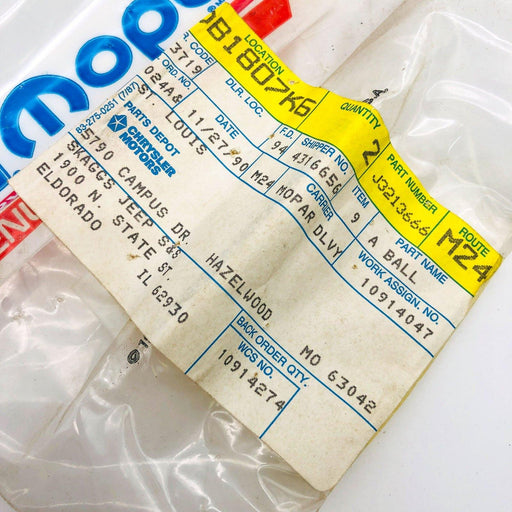 Mopar
LOCATION QUANTITY PART NUMBER ROUTE
0B1807K6 2 J3213666 M24
R. CODE DLR. LOC. F.D. SHIPPER NO. ITEM PART NAME
3719 94 4316656 9 A BALL
ORD. NO. DATE CARRIER WORK ASSIGN. NO.
024A& 11/27/90 M24 MOPAR DLVY 10914047
83-275-0251 (7/87)
PARTS DEPOT
ST LOUIS
CHRYSLER
MOTORS
5790 CAMPUS DR. HAZELWOOD MO 63042
SKAGGS JEEP S&S
1900 N. STATE ST.
ELDORADO IL 62930
BACK ORDER QTY.
WCS NO.
10914274